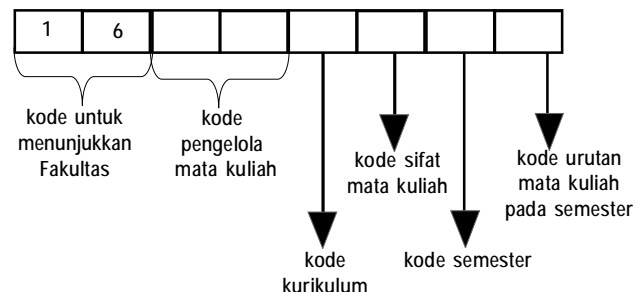 1 6
kode untuk
menunjukkan
Fakultas
kode
pengelola
mata kuliah
kode sifat
mata kuliah
kode urutan
mata kuliah
pada semester
kode
kurikulum
kode semester